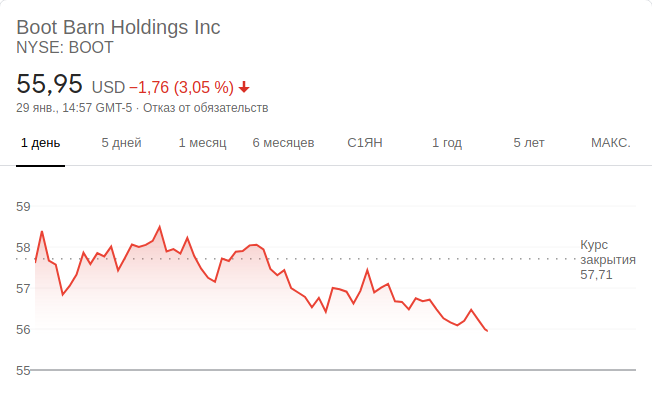 Boot Barn Holdings Inc
NYSE: BOOT
55,95 USD −1,76 (3,05 %)
29 янв., 14:57 GMT-5 · Отказ от обязательств
1 день 5 дней 1 месяц 6 месяцев С1ЯН 1 год 5 лет МАКС.
59
58
57
56
55
Курс
закрытия
57,71